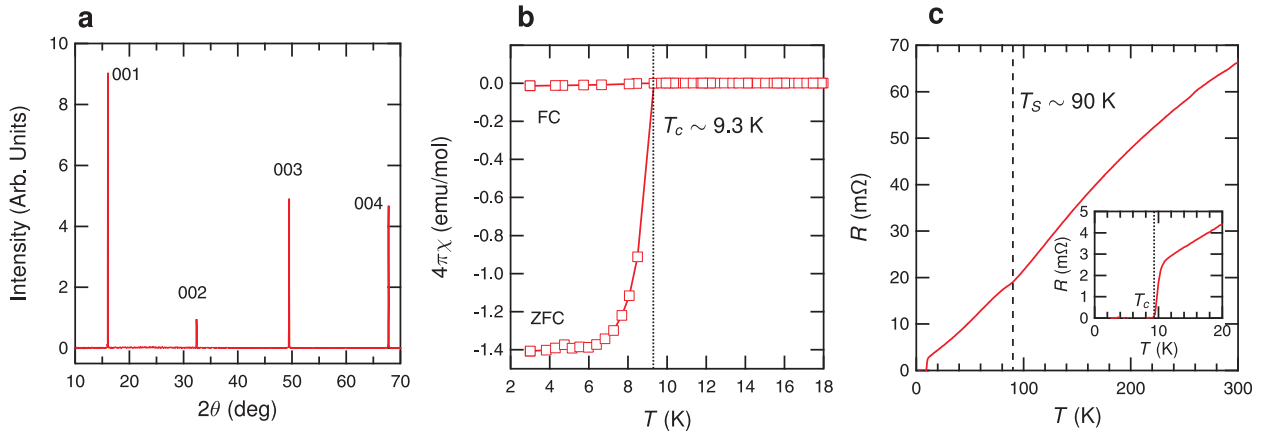 a
10
8
6
4
2
0
Intensity (Arb. Units)
001
002
003
004
10 20 30 40 50 60 70
2θ (deg)
b
0.0
-0.2
-0.4
-0.6
-0.8
-1.0
-1.2
-1.4
4πχ (emu/mol)
FC
T_c ∼ 9.3 K
ZFC
2 4 6 8 10 12 14 16 18
T (K)
c
70
60
50
40
30
20
10
0
R (mΩ)
T_S ∼ 90 K
5
4
3
2
1
0
R (mΩ)
T_c
0 10 20
T (K)
0 100 200 300
T (K)